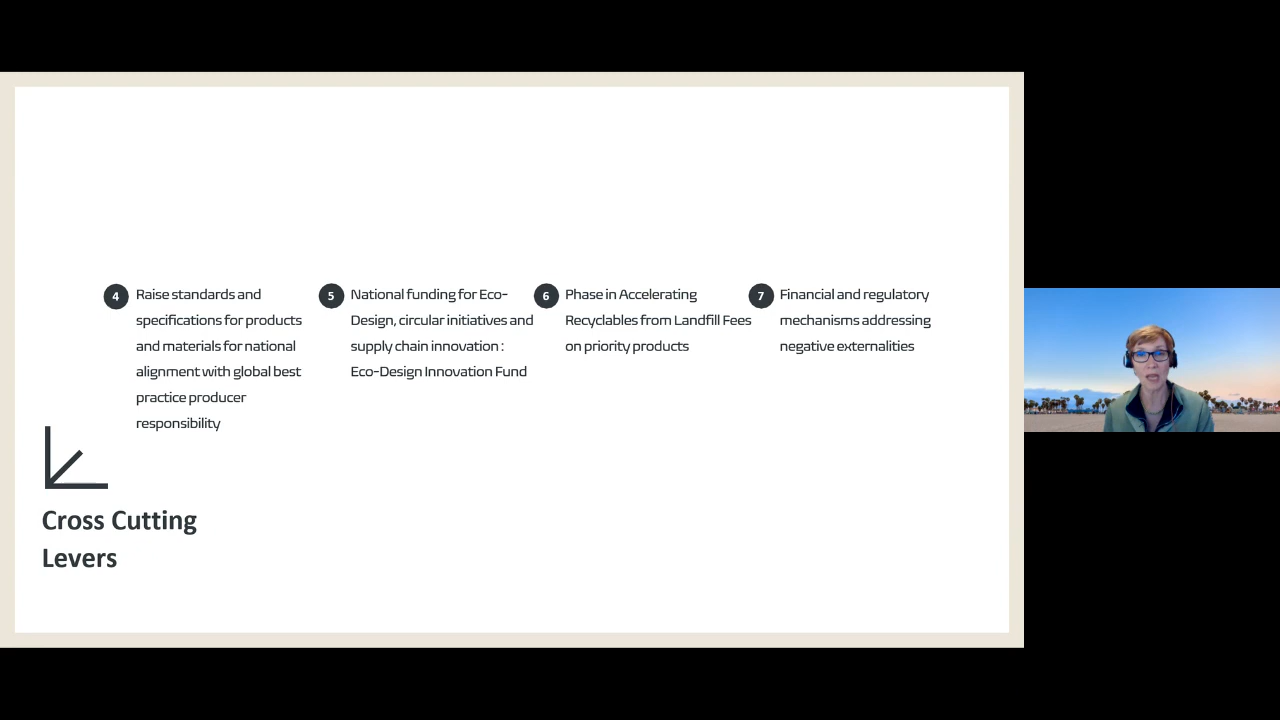 4
Raise standards and
specifications for products
and materials for national
alignment with global best
practice producer
responsibility
5
National funding for Eco-
Design, circular initiatives and
supply chain innovation :
Eco-Design Innovation Fund
6
Phase in Accelerating
Recyclables from Landfill Fees
on priority products
7
Financial and regulatory
mechanisms addressing
negative externalities
Cross Cutting
Levers